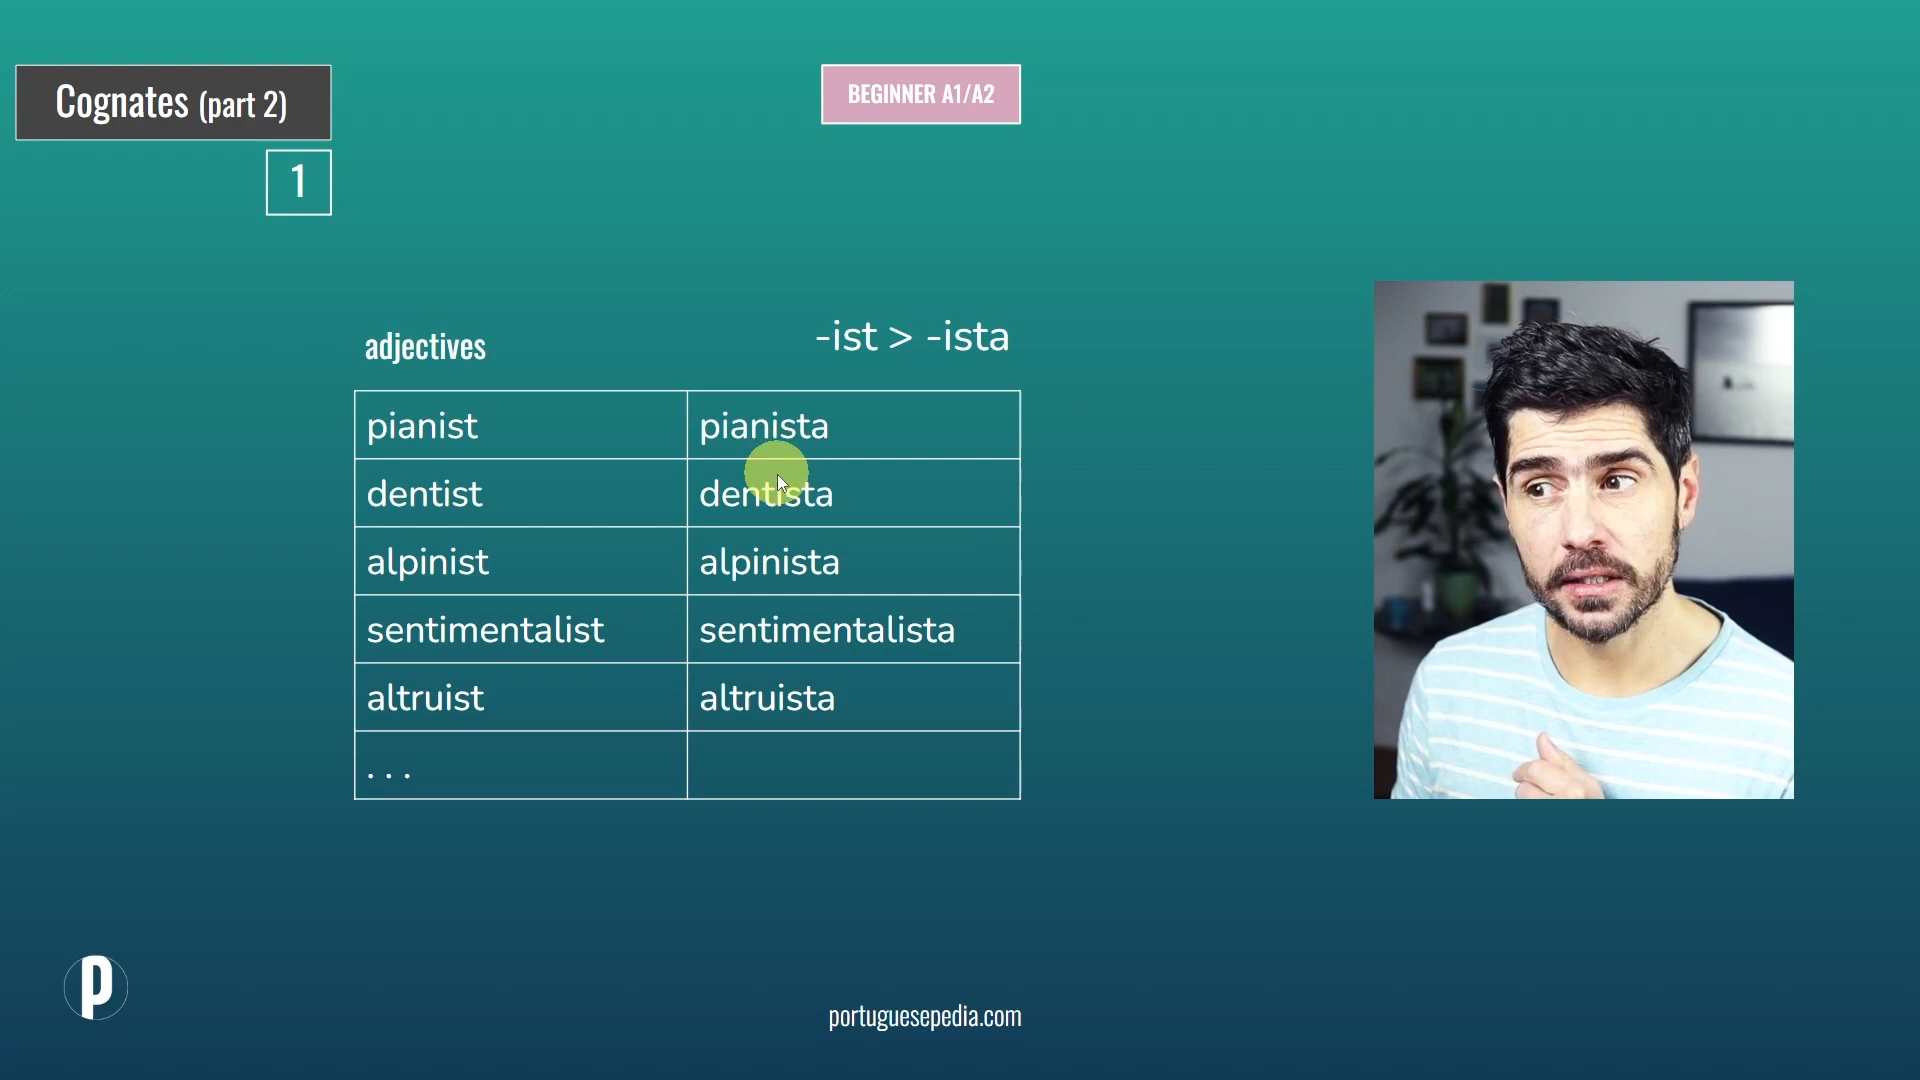 Cognates (part 2)
BEGINNER A1/A2
1
adjectives
-ist > -ista
pianist pianista
dentist dentista
alpinist alpinista
sentimentalist sentimentalista
altruist altruista
. . .
p
portuguesepedia.com